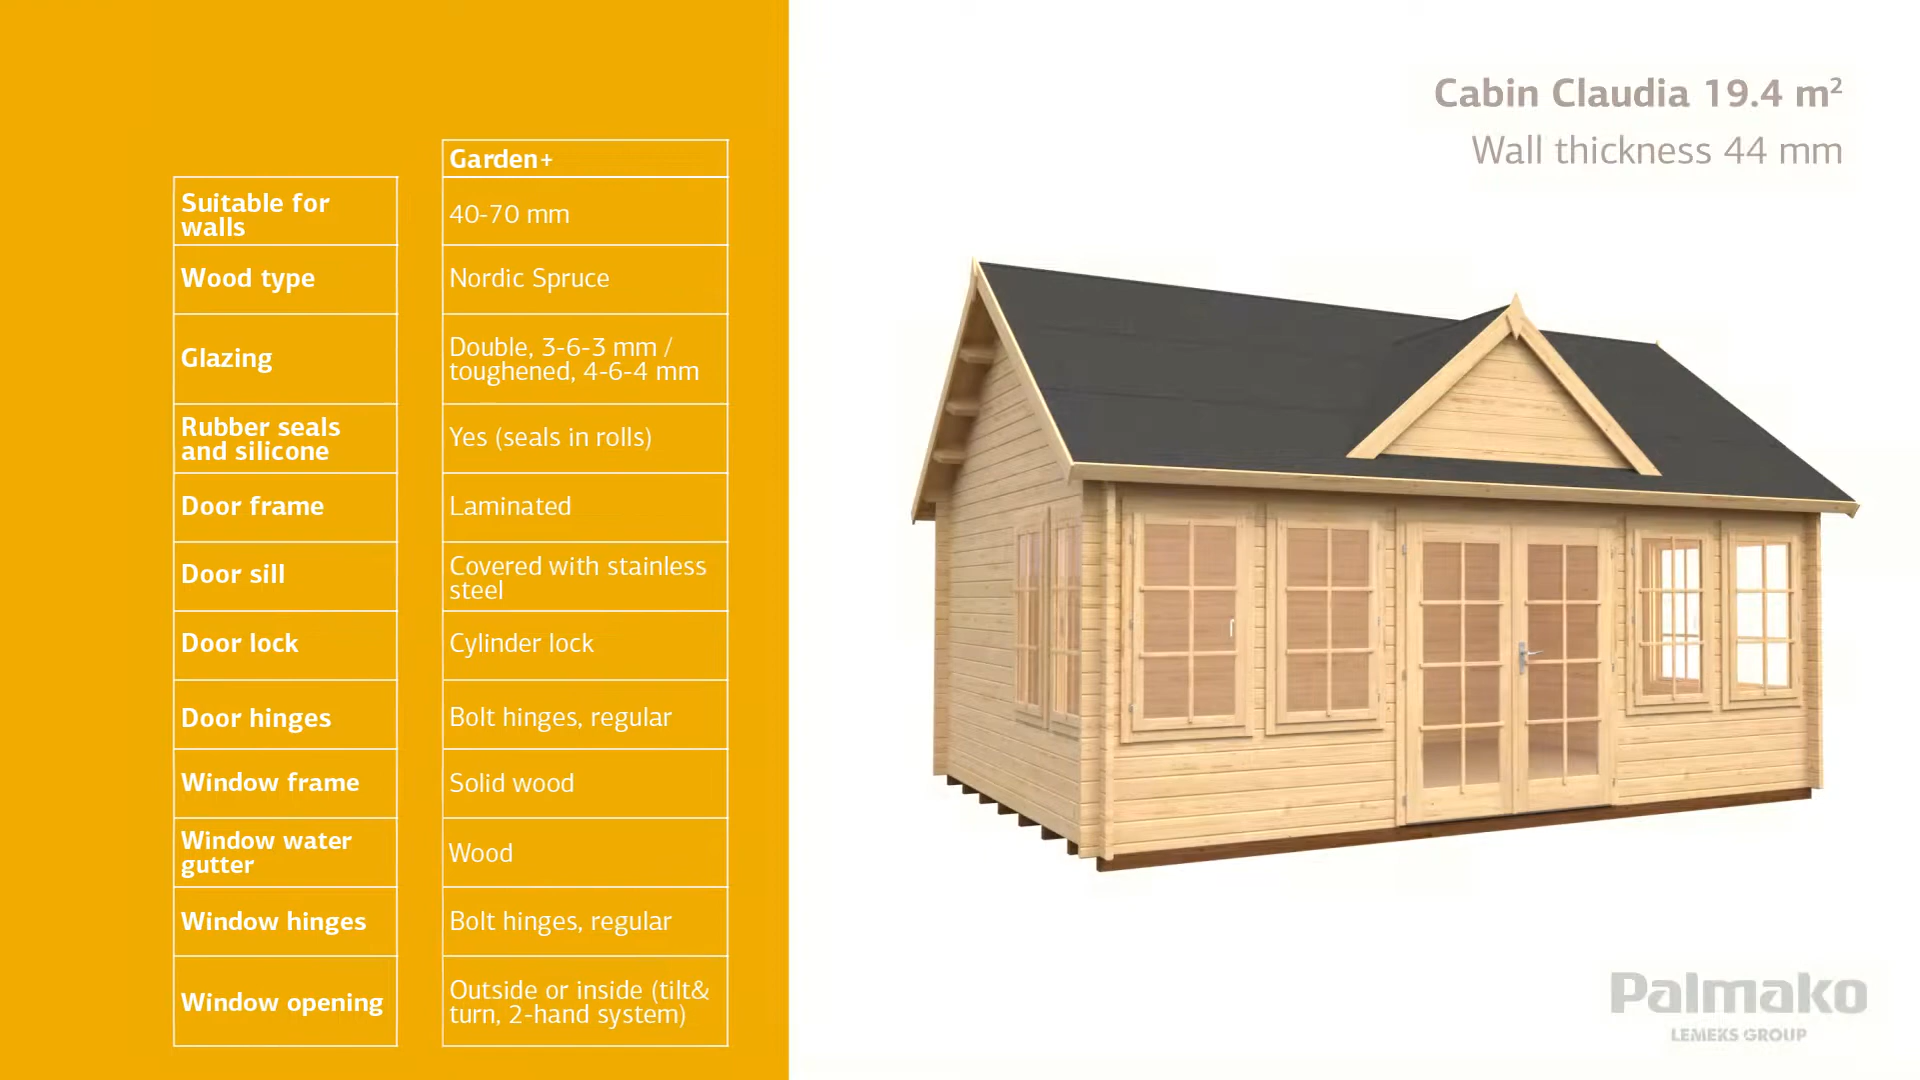 Cabin Claudia 19.4 m²
Wall thickness 44 mm
Garden+
Suitable for
walls
40-70 mm
Wood type
Nordic Spruce
Glazing
Double, 3-6-3 mm /
toughened, 4-6-4 mm
Rubber seals
and silicone
Yes (seals in rolls)
Door frame
Laminated
Door sill
Covered with stainless
steel
Door lock
Cylinder lock
Door hinges
Bolt hinges, regular
Window frame
Solid wood
Window water
gutter
Wood
Window hinges
Bolt hinges, regular
Window opening
Outside or inside (tilt&
turn, 2-hand system)
Palmako
LEMEKS GROUP